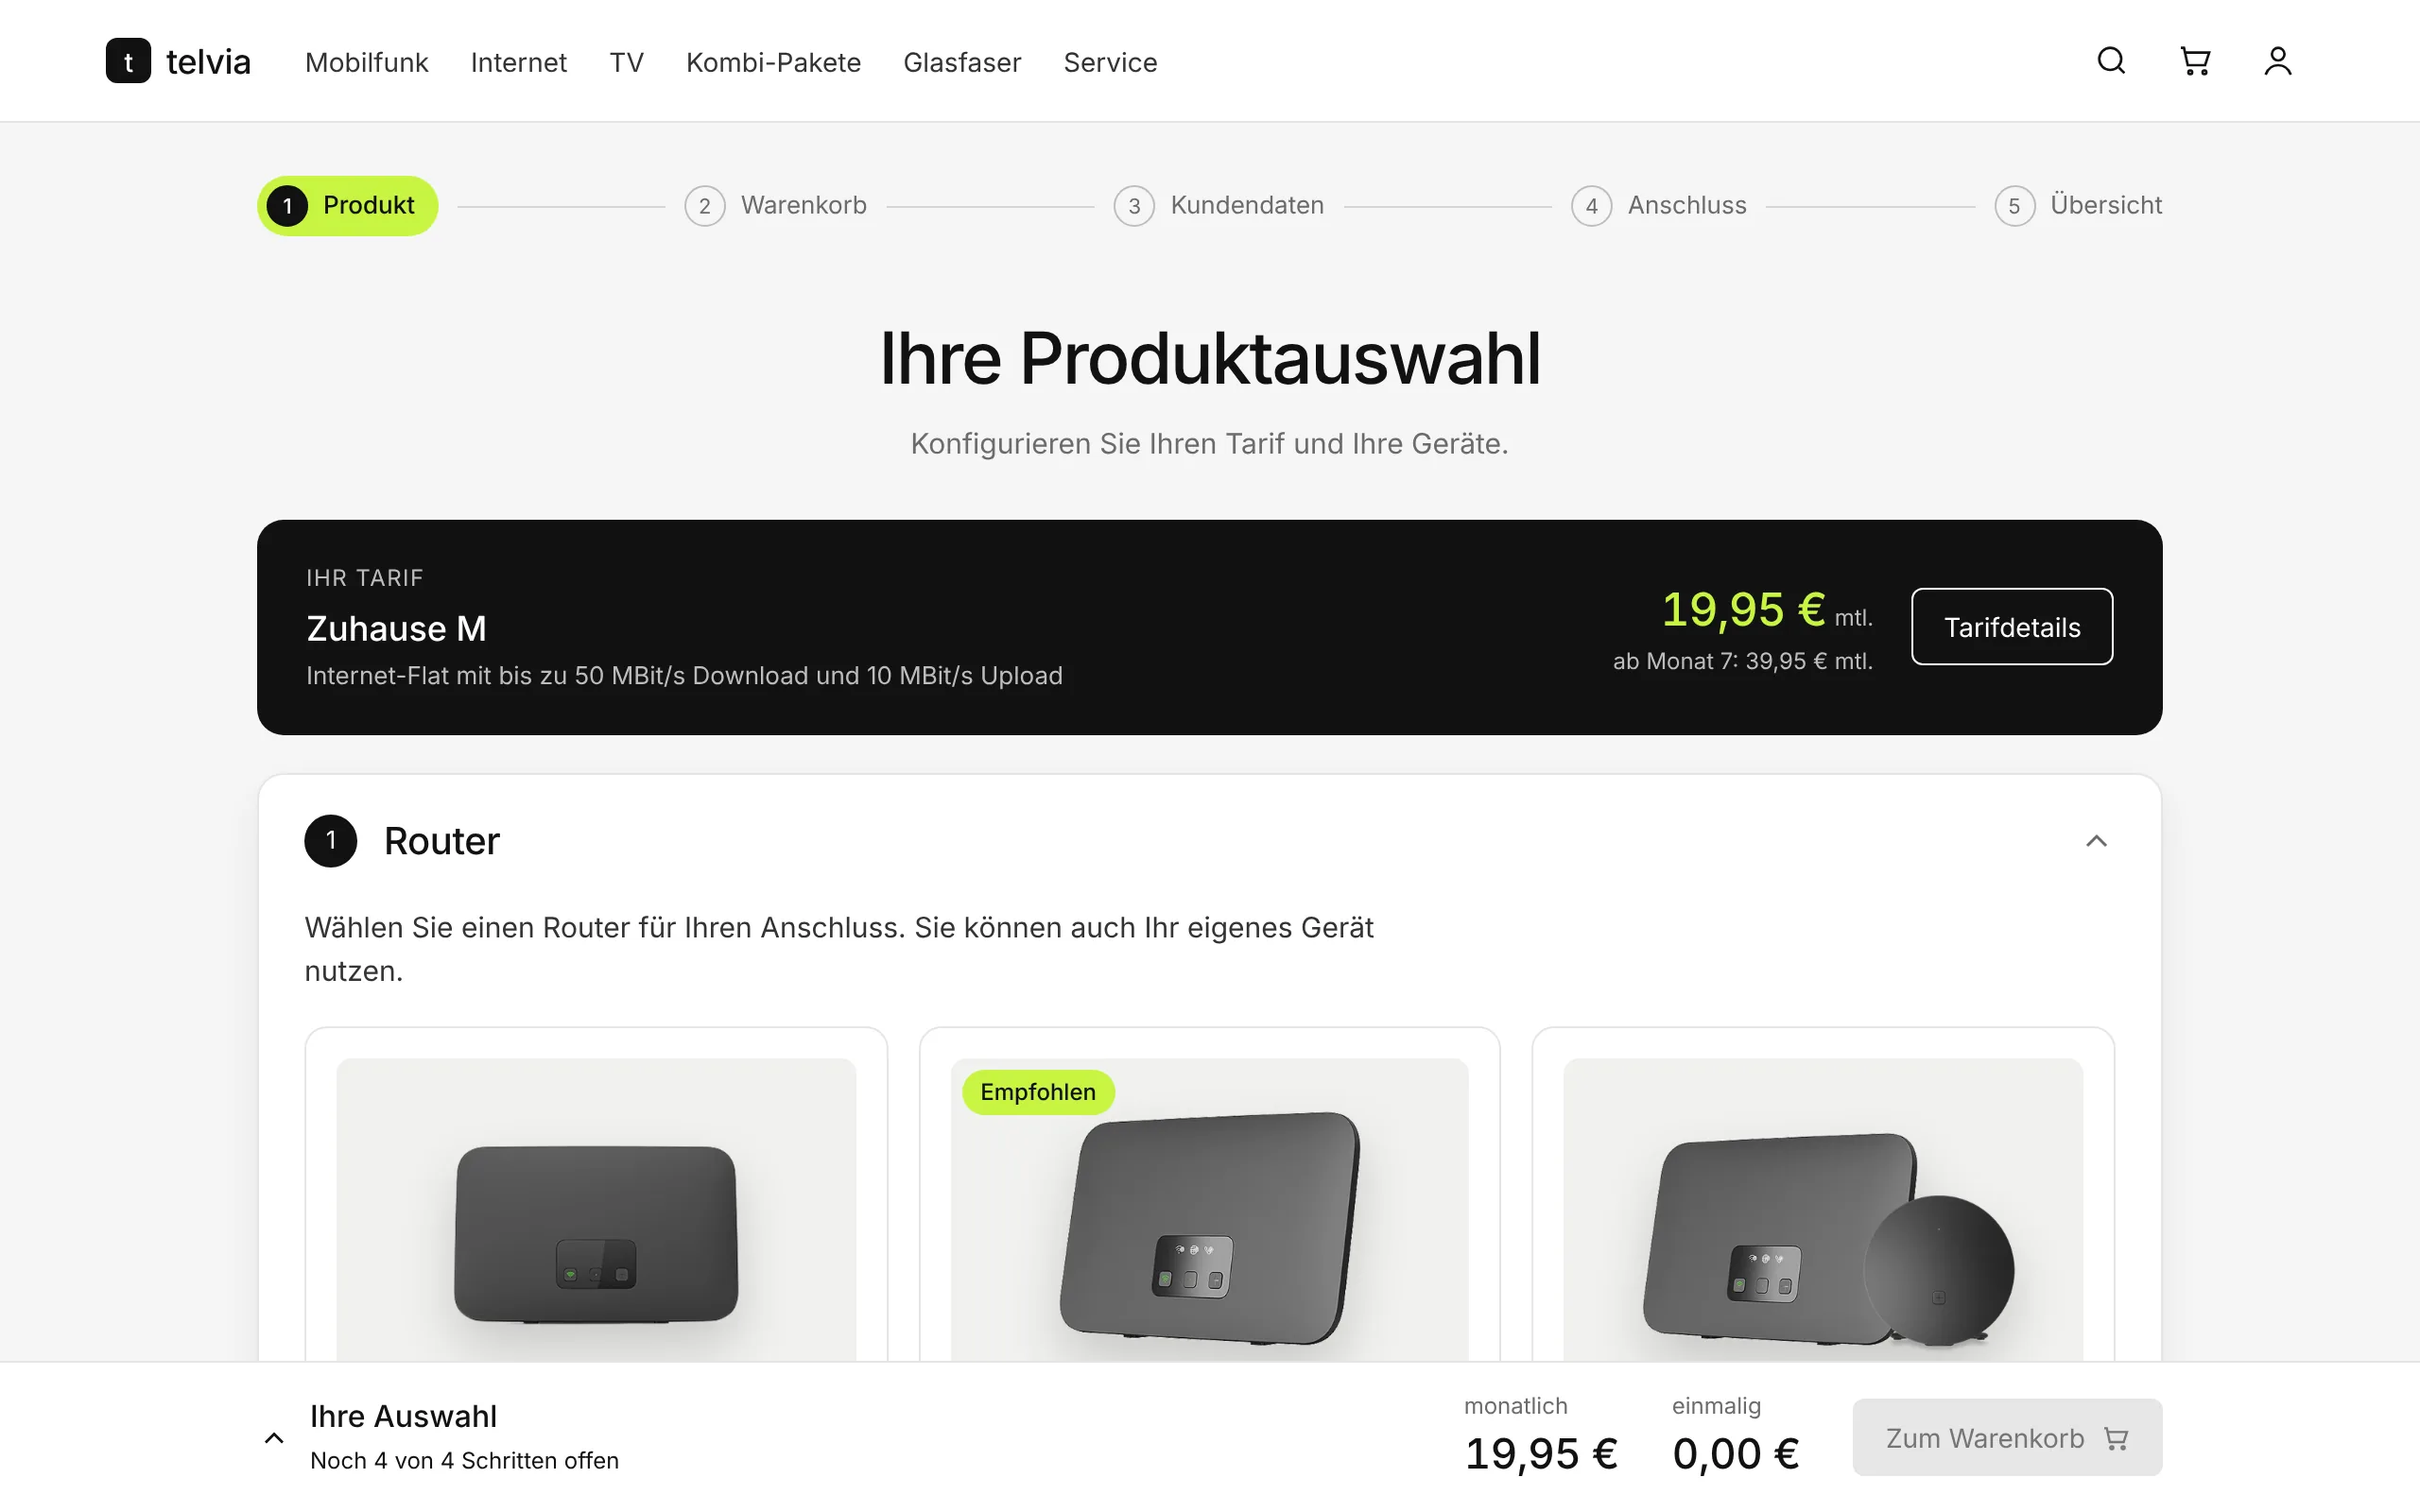 t telvia Mobilfunk Internet TV Kombi-Pakete Glasfaser Service
1 Produkt 2 Warenkorb 3 Kundendaten 4 Anschluss 5 Übersicht
Ihre Produktauswahl
Konfigurieren Sie Ihren Tarif und Ihre Geräte.
IHR TARIF
Zuhause M
Internet-Flat mit bis zu 50 MBit/s Download und 10 MBit/s Upload
19,95 € mtl.
ab Monat 7: 39,95 € mtl.
Tarifdetails
1 Router
Wählen Sie einen Router für Ihren Anschluss. Sie können auch Ihr eigenes Gerät
nutzen.
Empfohlen
Ihre Auswahl
Noch 4 von 4 Schritten offen
monatlich
19,95 €
einmalig
0,00 €
Zum Warenkorb